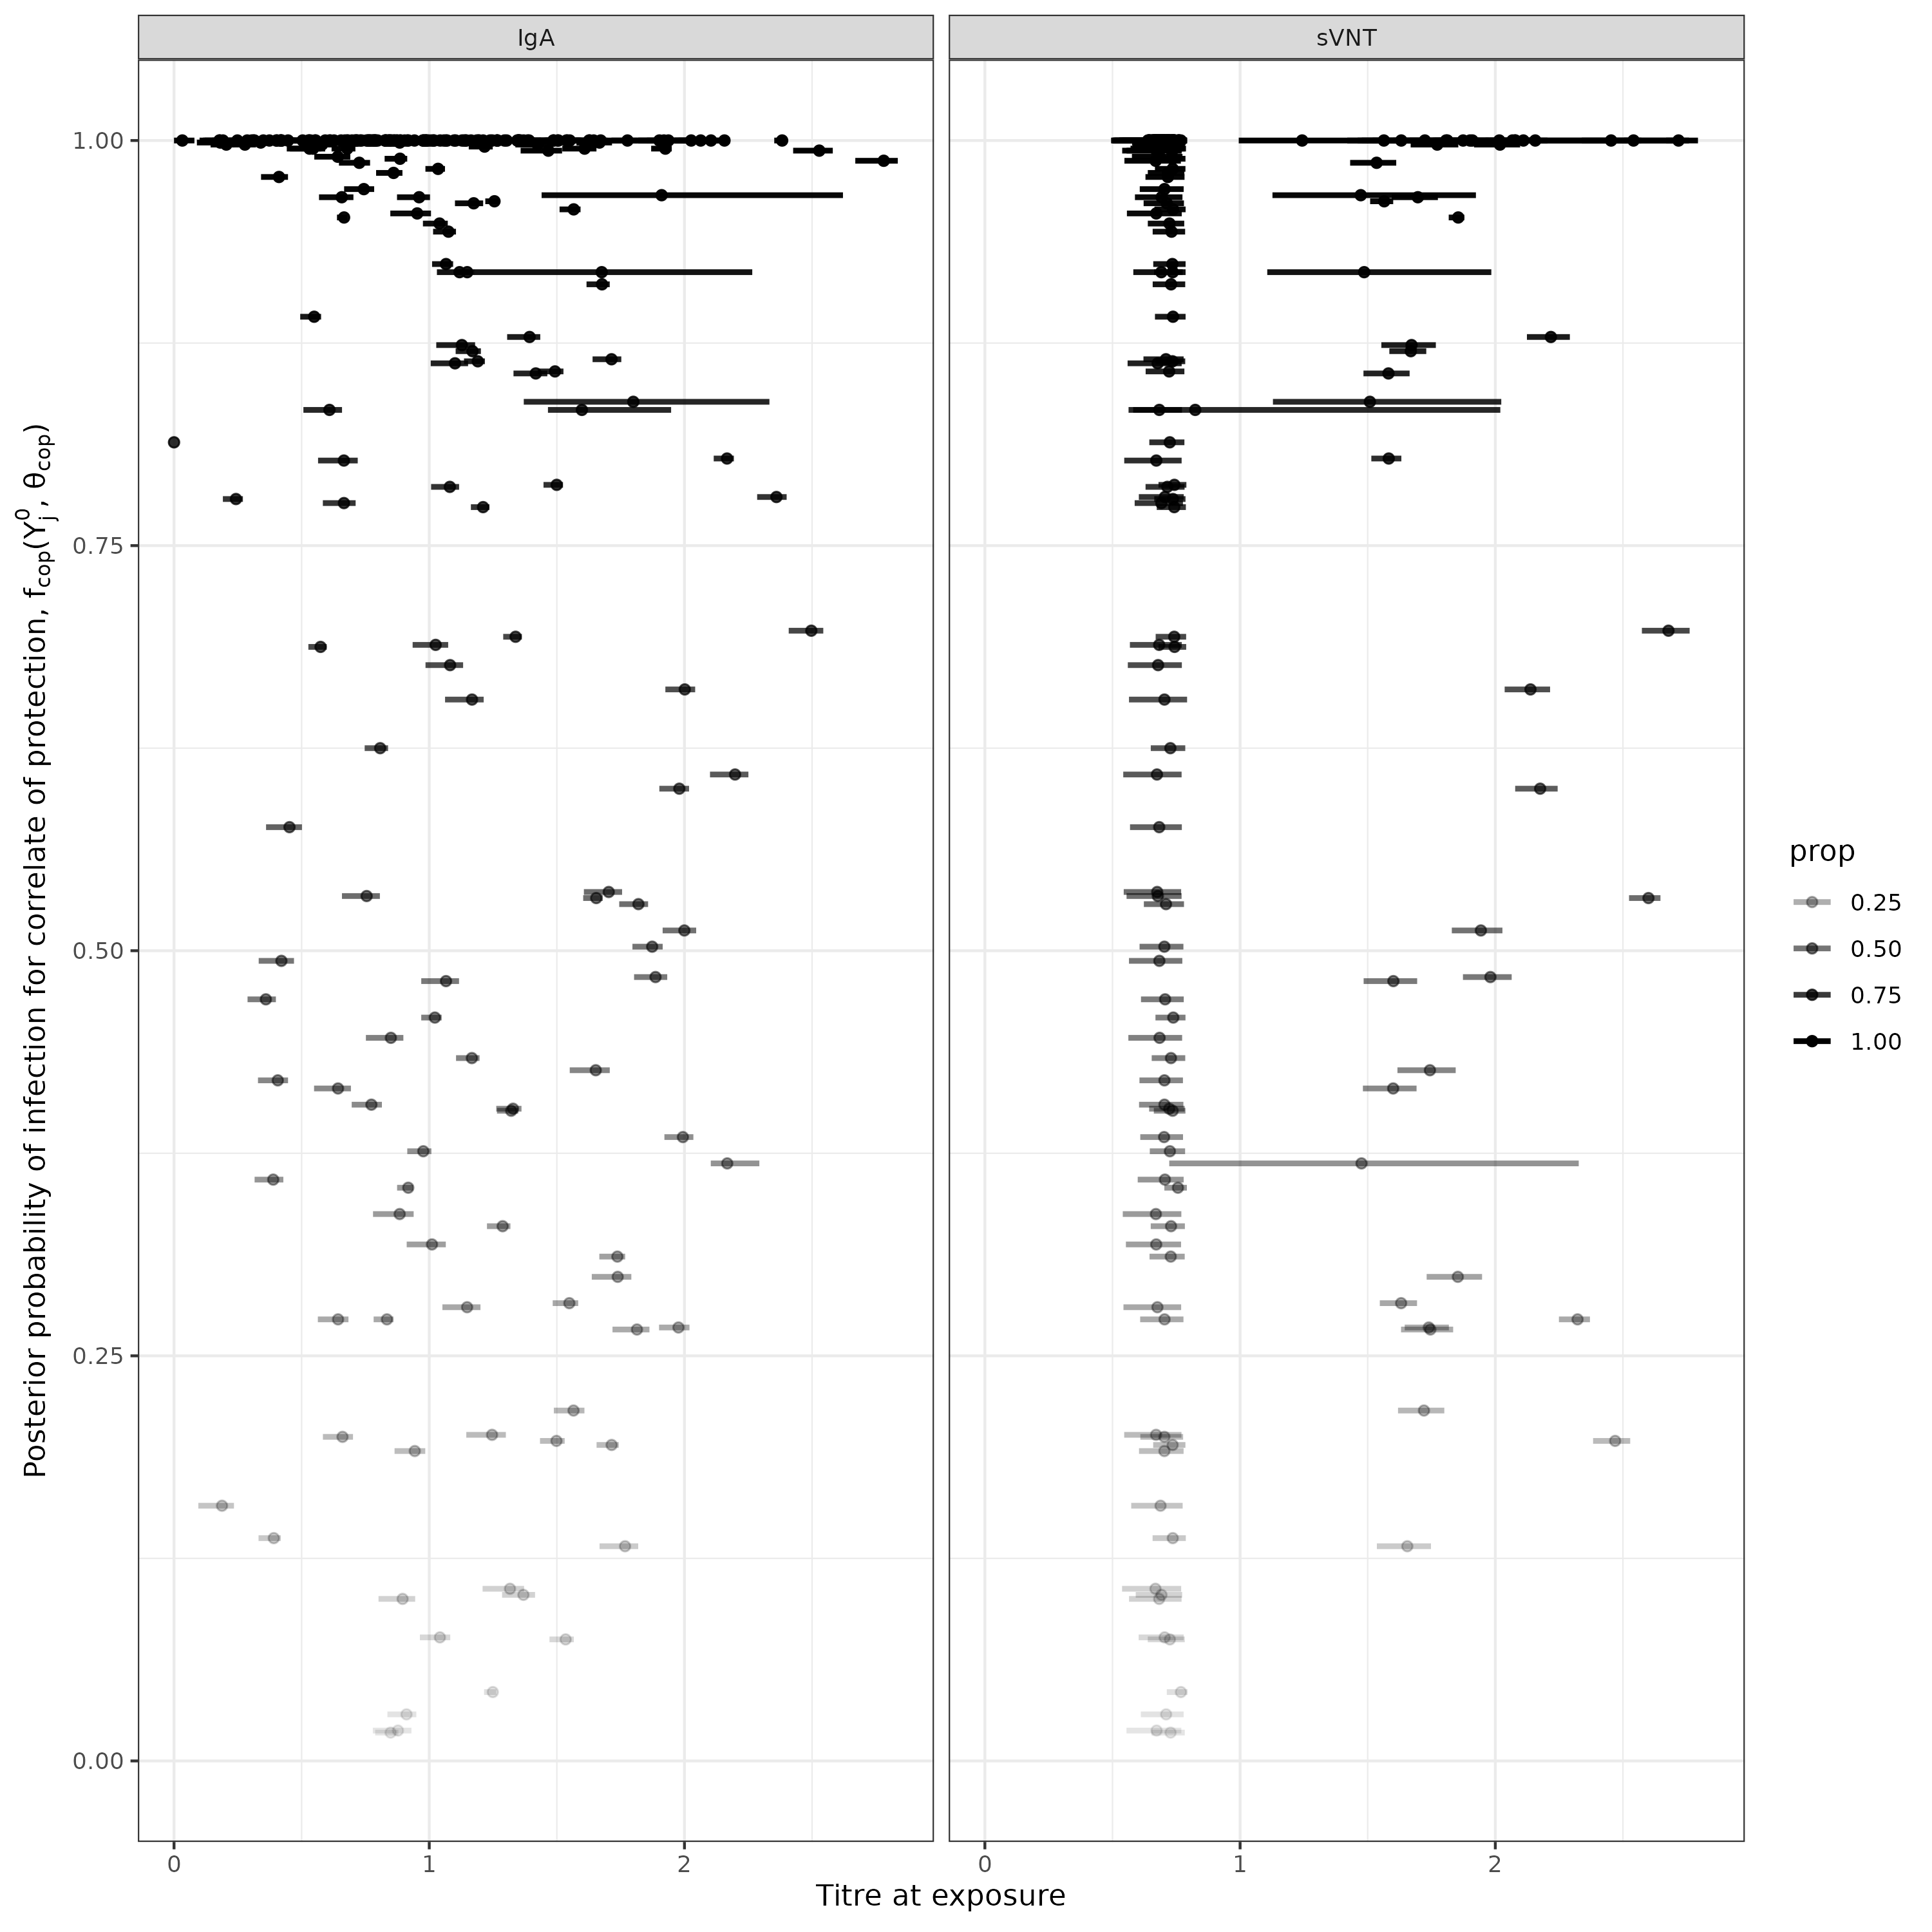 IgA
sVNT
1.00
0.75
0.50
0.25
0.00
Posterior probability of infection for correlate of protection, f_cop(Y_j^0, θ_cop)
0 1 2
0 1 2
Titre at exposure
prop
0.25
0.50
0.75
1.00